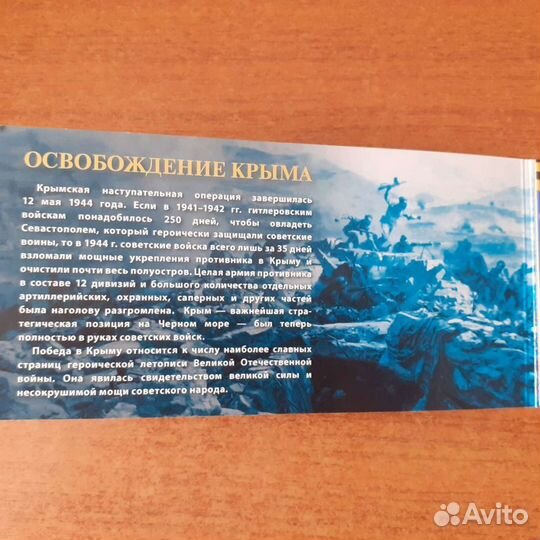 ОСВОБОЖДЕНИЕ КРЫМА
Крымская наступательная операция завершилась
12 мая 1944 года. Если в 1941–1942 гг. гитлеровским
войскам понадобилось 250 дней, чтобы овладеть
Севастополем, который героически защищали советские
воины, то в 1944 г. советские войска всего лишь за 35 дней
взломали мощные укрепления противника в Крыму и
очистили почти весь полуостров. Целая армия противника
в составе 12 дивизий и большого количества отдельных
артиллерийских, охранных, саперных и других частей
была наголову разгромлена. Крым — важнейшая стра-
тегическая позиция на Черном море — был теперь
полностью в руках советских войск.
Победа в Крыму относится к числу наиболее славных
страниц героической летописи Великой Отечественной
войны. Она явилась свидетельством великой силы и
несокрушимой мощи советского народа.
Avito